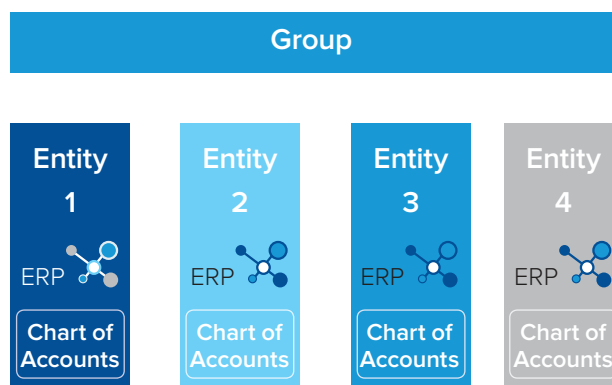 Group
Entity
1
ERP
Chart of
Accounts
Entity
2
ERP
Chart of
Accounts
Entity
3
ERP
Chart of
Accounts
Entity
4
ERP
Chart of
Accounts